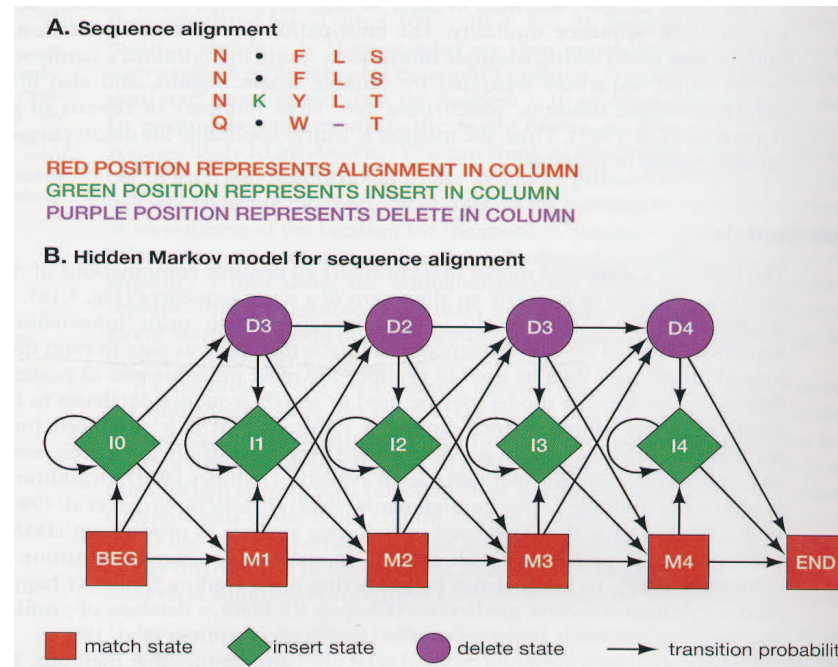 A. Sequence alignment
N • F L S
N • F L S
N K Y L T
Q • W – T
RED POSITION REPRESENTS ALIGNMENT IN COLUMN
GREEN POSITION REPRESENTS INSERT IN COLUMN
PURPLE POSITION REPRESENTS DELETE IN COLUMN
B. Hidden Markov model for sequence alignment
D3 D2 D3 D4
I0 I1 I2 I3 I4
BEG M1 M2 M3 M4 END
match state insert state delete state transition probabilit